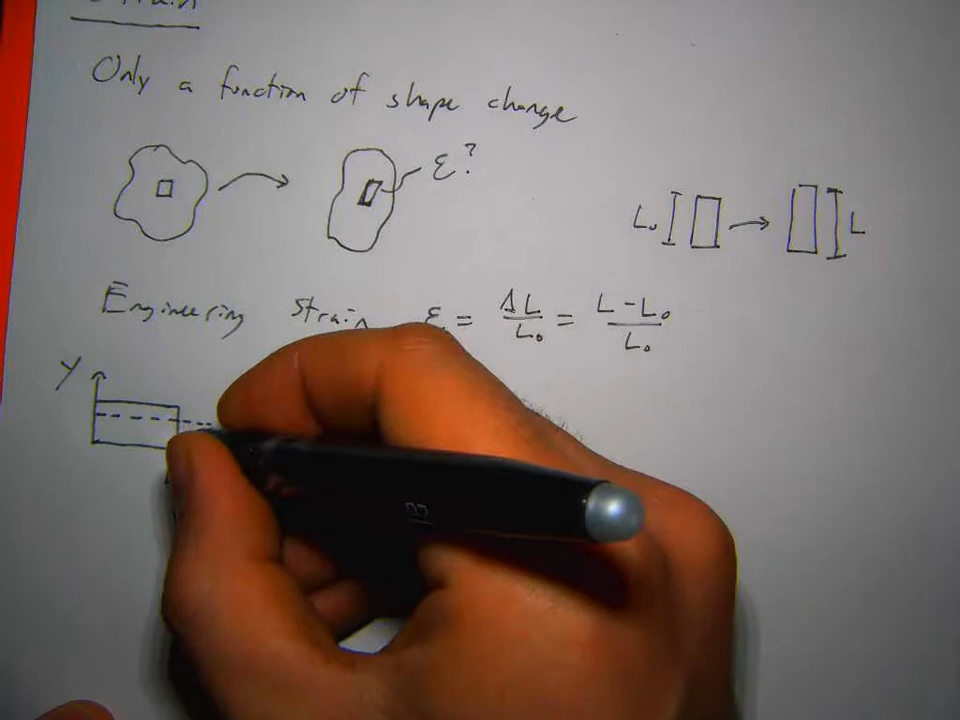 Only a function of shape change
ε?
L₀ L
Engineering strain ε = ΔL/L₀ = L - L₀/L₀
y